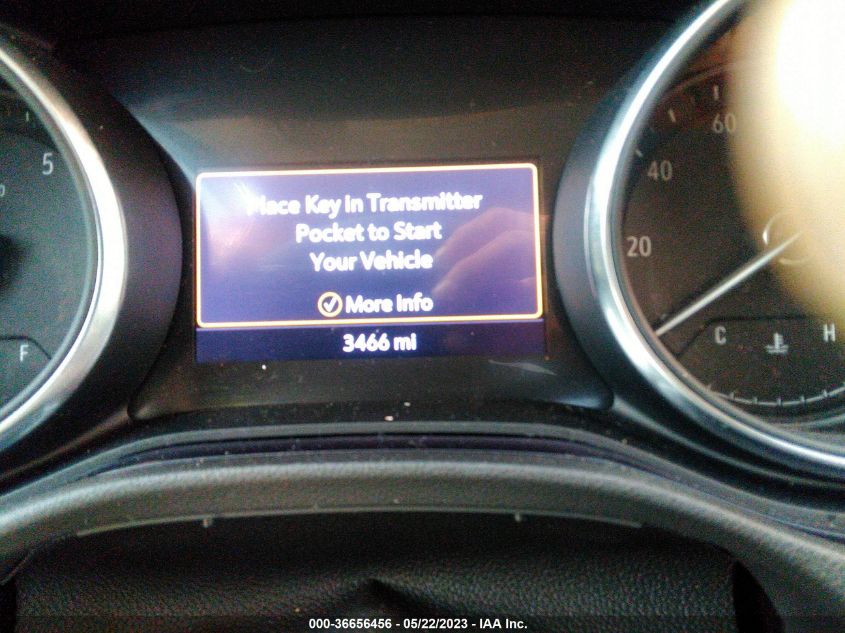 Place Key In Transmitter
Pocket to Start
Your Vehicle
More Info
3466 mi
5
F
20
40
60
C
H
000-36656456 - 05/22/2023 - IAA Inc.